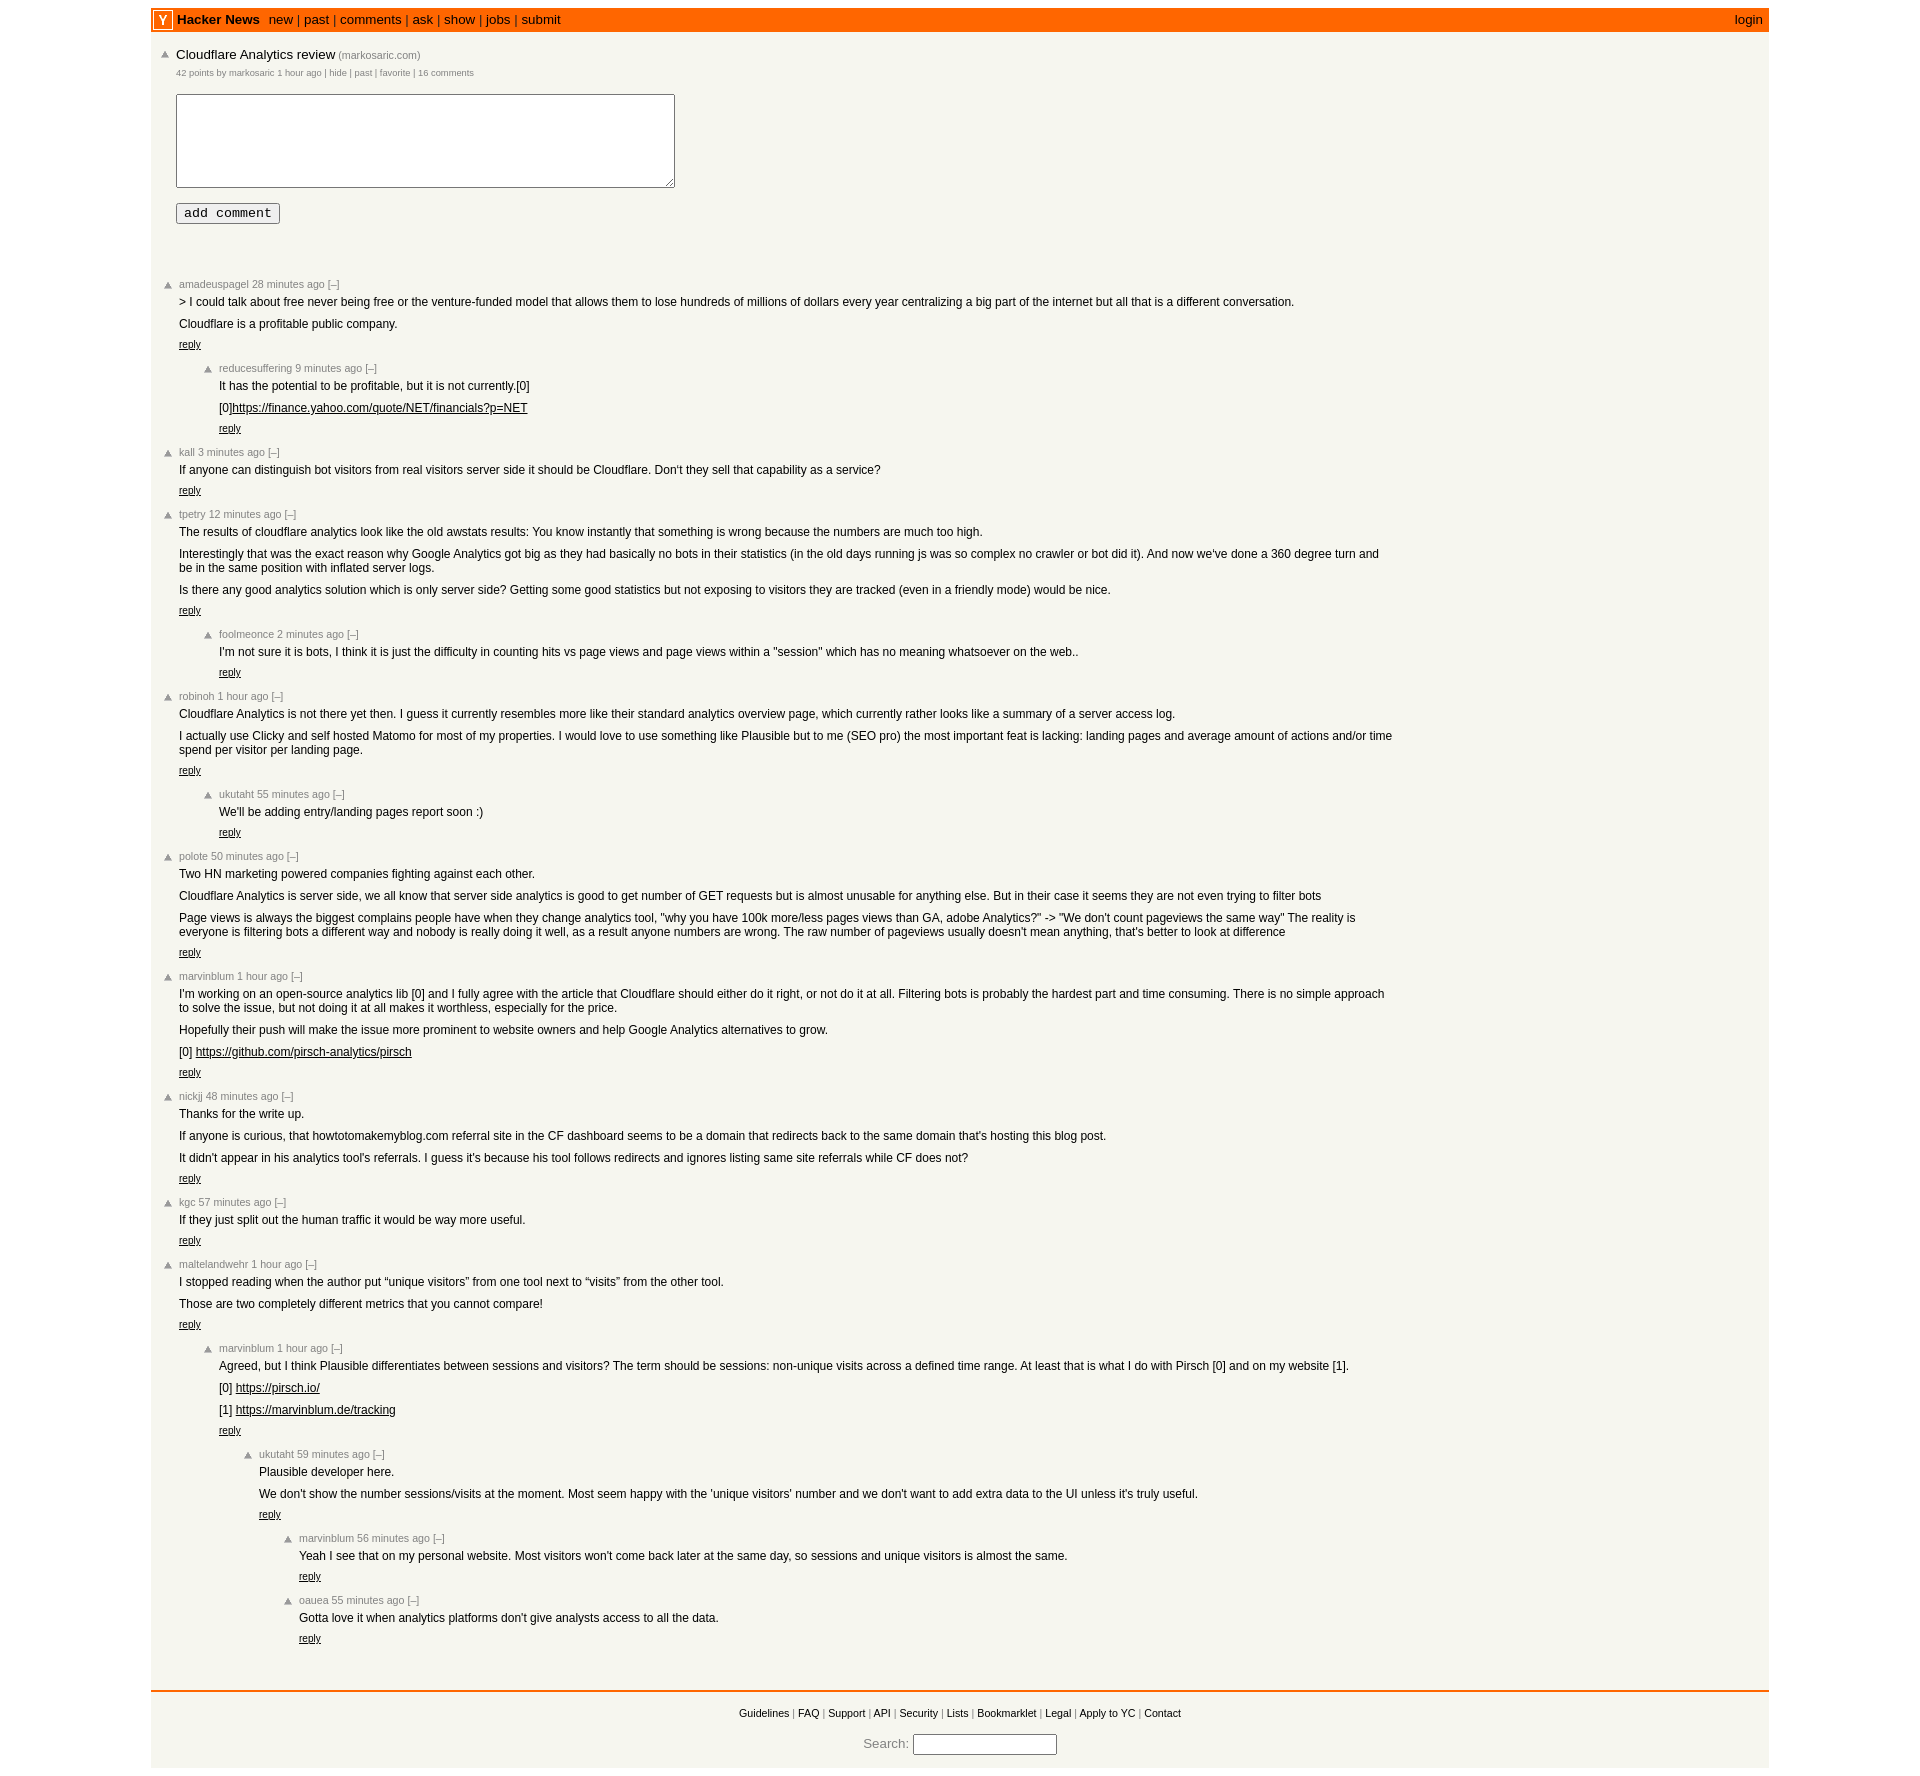 Y Hacker News new | past | comments | ask | show | jobs | submit login
Cloudflare Analytics review (markosaric.com)
42 points by markosaric 1 hour ago | hide | past | favorite | 16 comments
add comment
amadeuspagel 28 minutes ago [–]
> I could talk about free never being free or the venture-funded model that allows them to lose hundreds of millions of dollars every year centralizing a big part of the internet but all that is a different conversation.
Cloudflare is a profitable public company.
reply
reducesuffering 9 minutes ago [–]
It has the potential to be profitable, but it is not currently.[0]
[0]https://finance.yahoo.com/quote/NET/financials?p=NET
reply
kall 3 minutes ago [–]
If anyone can distinguish bot visitors from real visitors server side it should be Cloudflare. Don‘t they sell that capability as a service?
reply
tpetry 12 minutes ago [–]
The results of cloudflare analytics look like the old awstats results: You know instantly that something is wrong because the numbers are much too high.
Interestingly that was the exact reason why Google Analytics got big as they had basically no bots in their statistics (in the old days running js was so complex no crawler or bot did it). And now we‘ve done a 360 degree turn and
be in the same position with inflated server logs.
Is there any good analytics solution which is only server side? Getting some good statistics but not exposing to visitors they are tracked (even in a friendly mode) would be nice.
reply
foolmeonce 2 minutes ago [–]
I'm not sure it is bots, I think it is just the difficulty in counting hits vs page views and page views within a "session" which has no meaning whatsoever on the web..
reply
robinoh 1 hour ago [–]
Cloudflare Analytics is not there yet then. I guess it currently resembles more like their standard analytics overview page, which currently rather looks like a summary of a server access log.
I actually use Clicky and self hosted Matomo for most of my properties. I would love to use something like Plausible but to me (SEO pro) the most important feat is lacking: landing pages and average amount of actions and/or time
spend per visitor per landing page.
reply
ukutaht 55 minutes ago [–]
We'll be adding entry/landing pages report soon :)
reply
polote 50 minutes ago [–]
Two HN marketing powered companies fighting against each other.
Cloudflare Analytics is server side, we all know that server side analytics is good to get number of GET requests but is almost unusable for anything else. But in their case it seems they are not even trying to filter bots
Page views is always the biggest complains people have when they change analytics tool, "why you have 100k more/less pages views than GA, adobe Analytics?" -> "We don't count pageviews the same way" The reality is
everyone is filtering bots a different way and nobody is really doing it well, as a result anyone numbers are wrong. The raw number of pageviews usually doesn't mean anything, that's better to look at difference
reply
marvinblum 1 hour ago [–]
I'm working on an open-source analytics lib [0] and I fully agree with the article that Cloudflare should either do it right, or not do it at all. Filtering bots is probably the hardest part and time consuming. There is no simple approach
to solve the issue, but not doing it at all makes it worthless, especially for the price.
Hopefully their push will make the issue more prominent to website owners and help Google Analytics alternatives to grow.
[0] https://github.com/pirsch-analytics/pirsch
reply
nickjj 48 minutes ago [–]
Thanks for the write up.
If anyone is curious, that howtotomakemyblog.com referral site in the CF dashboard seems to be a domain that redirects back to the same domain that's hosting this blog post.
It didn't appear in his analytics tool's referrals. I guess it's because his tool follows redirects and ignores listing same site referrals while CF does not?
reply
kgc 57 minutes ago [–]
If they just split out the human traffic it would be way more useful.
reply
maltelandwehr 1 hour ago [–]
I stopped reading when the author put “unique visitors” from one tool next to “visits” from the other tool.
Those are two completely different metrics that you cannot compare!
reply
marvinblum 1 hour ago [–]
Agreed, but I think Plausible differentiates between sessions and visitors? The term should be sessions: non-unique visits across a defined time range. At least that is what I do with Pirsch [0] and on my website [1].
[0] https://pirsch.io/
[1] https://marvinblum.de/tracking
reply
ukutaht 59 minutes ago [–]
Plausible developer here.
We don't show the number sessions/visits at the moment. Most seem happy with the 'unique visitors' number and we don't want to add extra data to the UI unless it's truly useful.
reply
marvinblum 56 minutes ago [–]
Yeah I see that on my personal website. Most visitors won't come back later at the same day, so sessions and unique visitors is almost the same.
reply
oauea 55 minutes ago [–]
Gotta love it when analytics platforms don't give analysts access to all the data.
reply
Guidelines | FAQ | Support | API | Security | Lists | Bookmarklet | Legal | Apply to YC | Contact
Search: